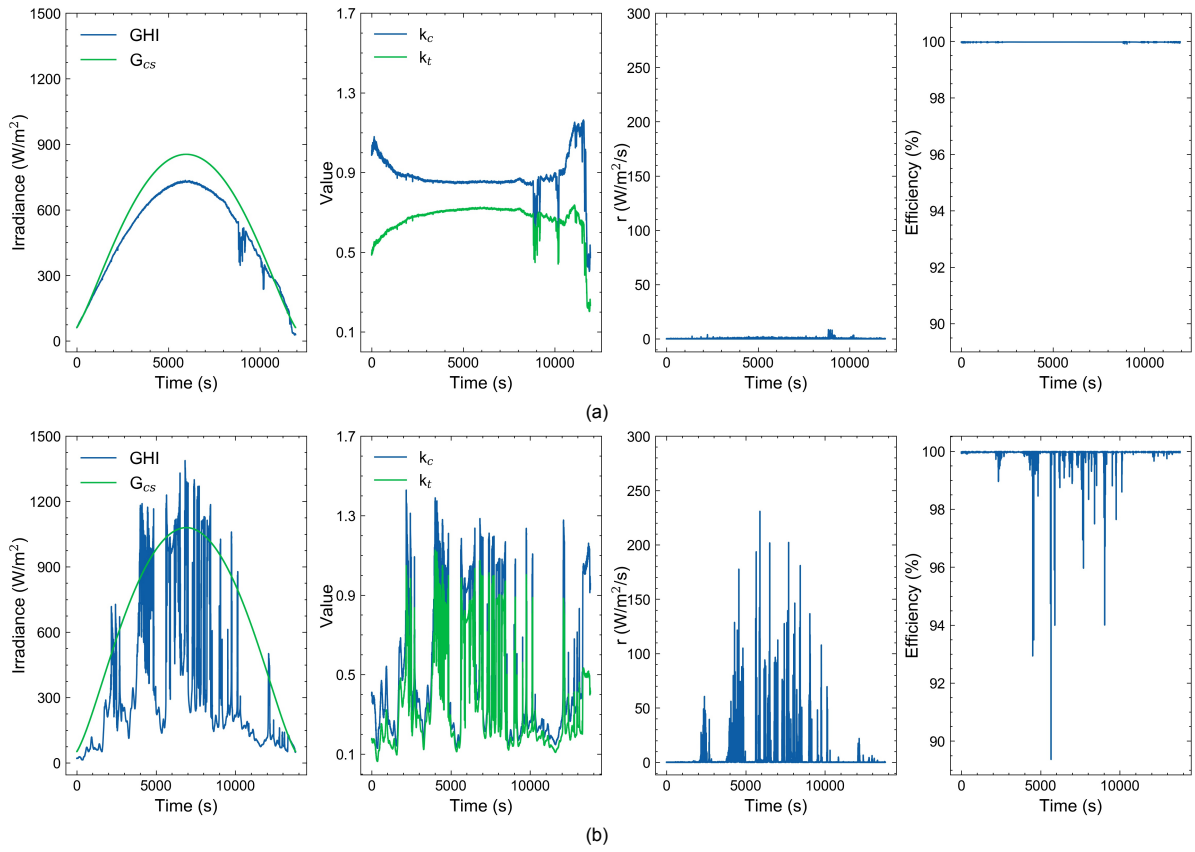 1500
1200
900
600
300
0
Irradiance (W/m²)
GHI
G_cs
0 5000 10000
Time (s)
1.7
1.3
0.9
0.5
0.1
Value
k_c
k_t
0 5000 10000
Time (s)
300
250
200
150
100
50
0
r (W/m²/s)
0 5000 10000
Time (s)
100
98
96
94
92
90
Efficiency (%)
0 5000 10000
Time (s)
(a)
1500
1200
900
600
300
0
Irradiance (W/m²)
GHI
G_cs
0 5000 10000
Time (s)
1.7
1.3
0.9
0.5
0.1
Value
k_c
k_t
0 5000 10000
Time (s)
300
250
200
150
100
50
0
r (W/m²/s)
0 5000 10000
Time (s)
100
98
96
94
92
90
Efficiency (%)
0 5000 10000
Time (s)
(b)